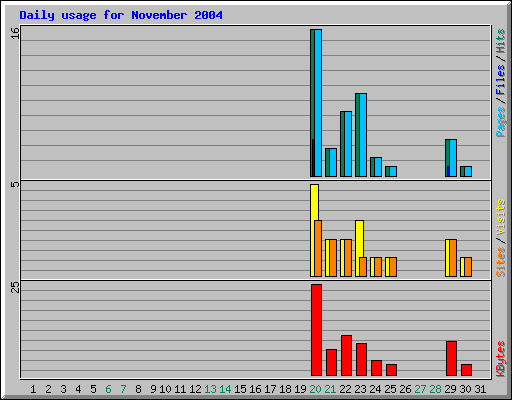 Daily usage for November 2004
16
5
25
Pages/Files/Hits
Sites/Visits
KBytes
1 2 3 4 5 6 7 8 9 10 11 12 13 14 15 16 17 18 19 20 21 22 23 24 25 26 27 28 29 30 31